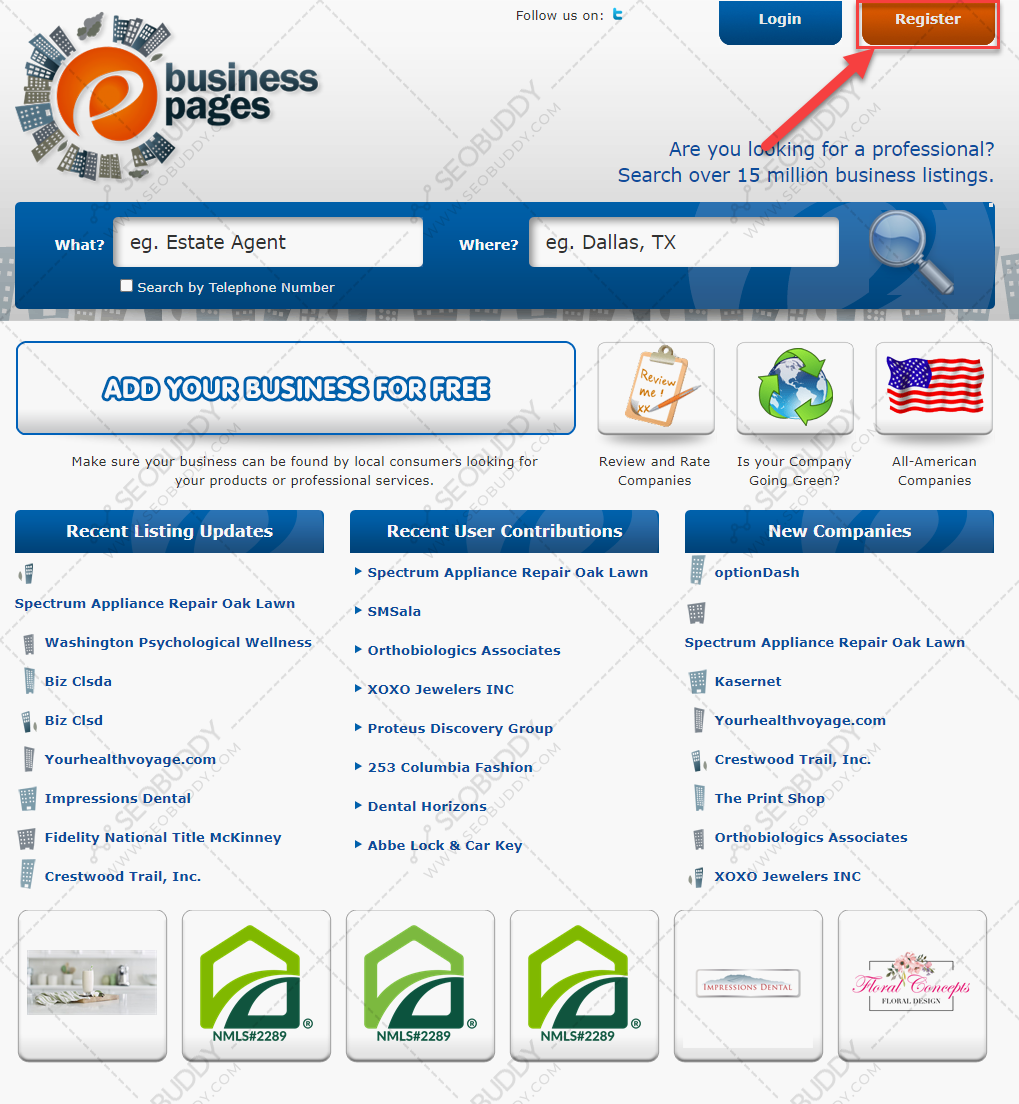 Follow us on:
Login
Register
business
pages
Are you looking for a professional?
Search over 15 million business listings.
What?
eg. Estate Agent
Where?
eg. Dallas, TX
Search by Telephone Number
ADD YOUR BUSINESS FOR FREE
Make sure your business can be found by local consumers looking for
your products or professional services.
Review
me !
XX
Review and Rate
Companies
Is your Company
Going Green?
All-American
Companies
Recent Listing Updates
Spectrum Appliance Repair Oak Lawn
Washington Psychological Wellness
Biz Clsda
Biz Clsd
Yourhealthvoyage.com
Impressions Dental
Fidelity National Title McKinney
Crestwood Trail, Inc.
Recent User Contributions
Spectrum Appliance Repair Oak Lawn
SMSala
Orthobiologics Associates
XOXO Jewelers INC
Proteus Discovery Group
253 Columbia Fashion
Dental Horizons
Abbe Lock & Car Key
New Companies
optionDash
Spectrum Appliance Repair Oak Lawn
Kasernet
Yourhealthvoyage.com
Crestwood Trail, Inc.
The Print Shop
Orthobiologics Associates
XOXO Jewelers INC
NMLS#2289 ®
NMLS#2289 ®
NMLS#2289 ®
IMPRESSIONS DENTAL
Floral Concepts
FLORAL DESIGN
SEOBUDDY
WWW.SEOBUDDY.COM